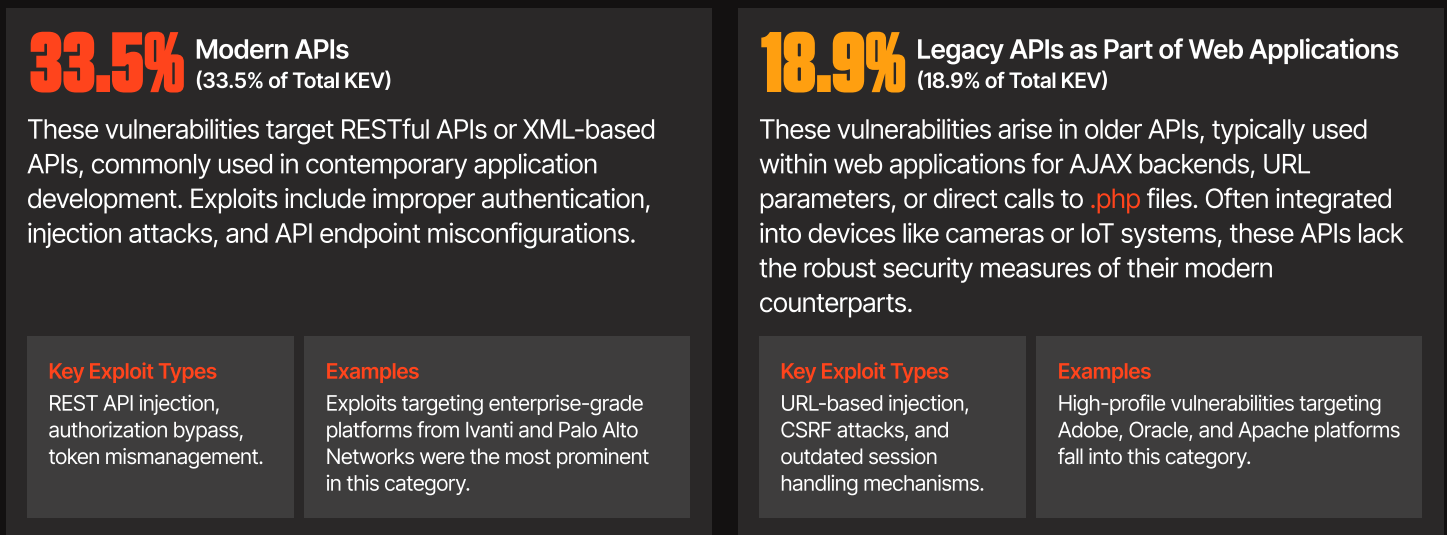 33.5% Modern APIs
(33.5% of Total KEV)
These vulnerabilities target RESTful APIs or XML-based
APIs, commonly used in contemporary application
development. Exploits include improper authentication,
injection attacks, and API endpoint misconfigurations.
Key Exploit Types
REST API injection,
authorization bypass,
token mismanagement.
Examples
Exploits targeting enterprise-grade
platforms from Ivanti and Palo Alto
Networks were the most prominent
in this category.
18.9% Legacy APIs as Part of Web Applications
(18.9% of Total KEV)
These vulnerabilities arise in older APIs, typically used
within web applications for AJAX backends, URL
parameters, or direct calls to .php files. Often integrated
into devices like cameras or IoT systems, these APIs lack
the robust security measures of their modern
counterparts.
Key Exploit Types
URL-based injection,
CSRF attacks, and
outdated session
handling mechanisms.
Examples
High-profile vulnerabilities targeting
Adobe, Oracle, and Apache platforms
fall into this category.